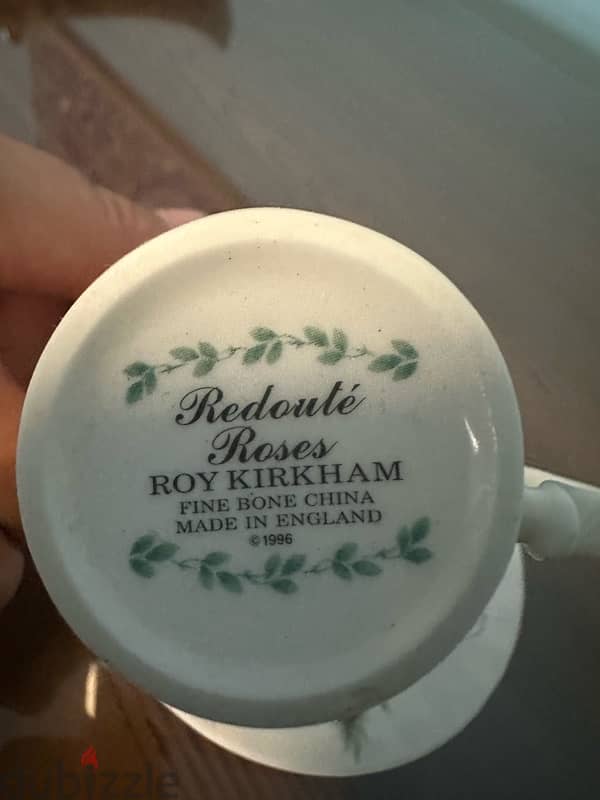 Redouté
Roses
ROY KIRKHAM
FINE BONE CHINA
MADE IN ENGLAND
©1996
dubizzle